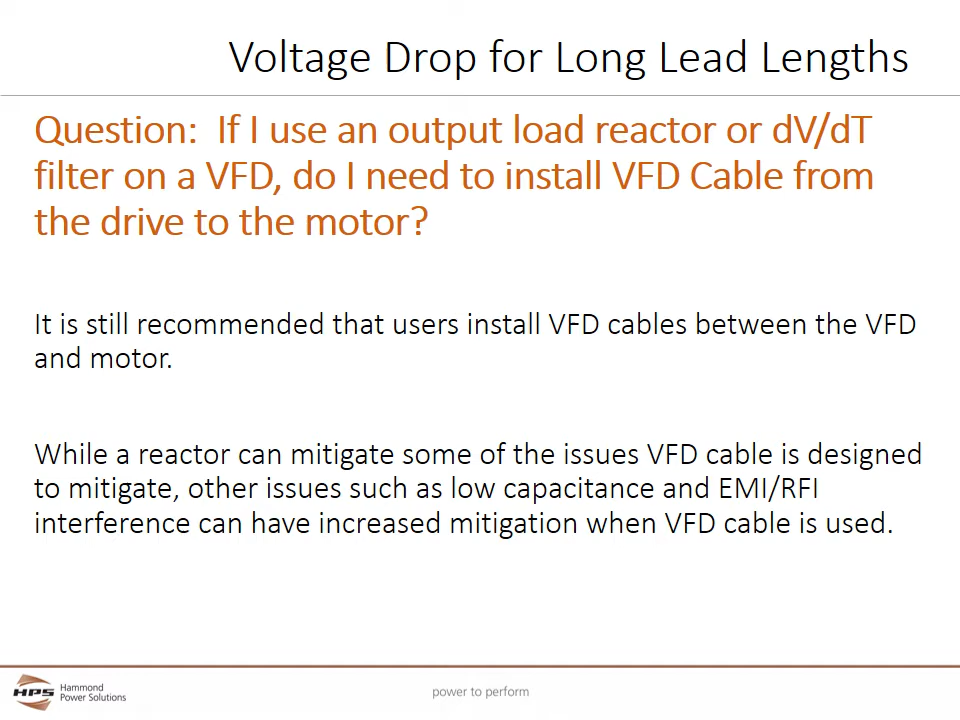 Voltage Drop for Long Lead Lengths
Question:  If I use an output load reactor or dV/dT
filter on a VFD, do I need to install VFD Cable from
the drive to the motor?
It is still recommended that users install VFD cables between the VFD
and motor.
While a reactor can mitigate some of the issues VFD cable is designed
to mitigate, other issues such as low capacitance and EMI/RFI
interference can have increased mitigation when VFD cable is used.
HPS
Hammond
Power Solutions
power to perform